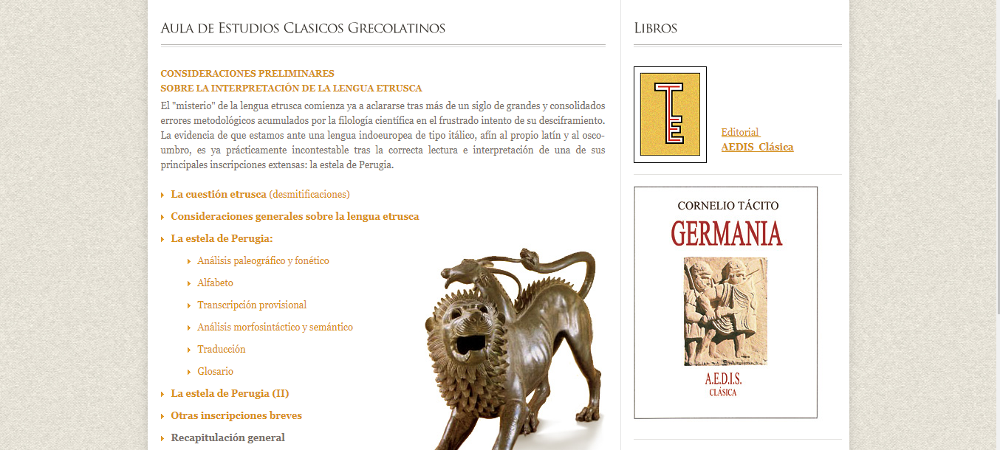 AULA DE ESTUDIOS CLASICOS GRECOLATINOS
CONSIDERACIONES PRELIMINARES
SOBRE LA INTERPRETACIÓN DE LA LENGUA ETRUSCA
El "misterio" de la lengua etrusca comienza ya a aclararse tras más de un siglo de grandes y consolidados
errores metodológicos acumulados por la filología científica en el frustrado intento de su desciframiento.
La evidencia de que estamos ante una lengua indoeuropea de tipo itálico, afín al propio latín y al osco-
umbro, es ya prácticamente incontestable tras la correcta lectura e interpretación de una de sus
principales inscripciones extensas: la estela de Perugia.
La cuestión etrusca (desmitificaciones)
Consideraciones generales sobre la lengua etrusca
La estela de Perugia:
Análisis paleográfico y fonético
Alfabeto
Transcripción provisional
Análisis morfosintáctico y semántico
Traducción
Glosario
La estela de Perugia (II)
Otras inscripciones breves
Recapitulación general
LIBROS
Editorial
AEDIS Clásica
CORNELIO TÁCITO
GERMANIA
A.E.D.I.S.
CLÁSICA